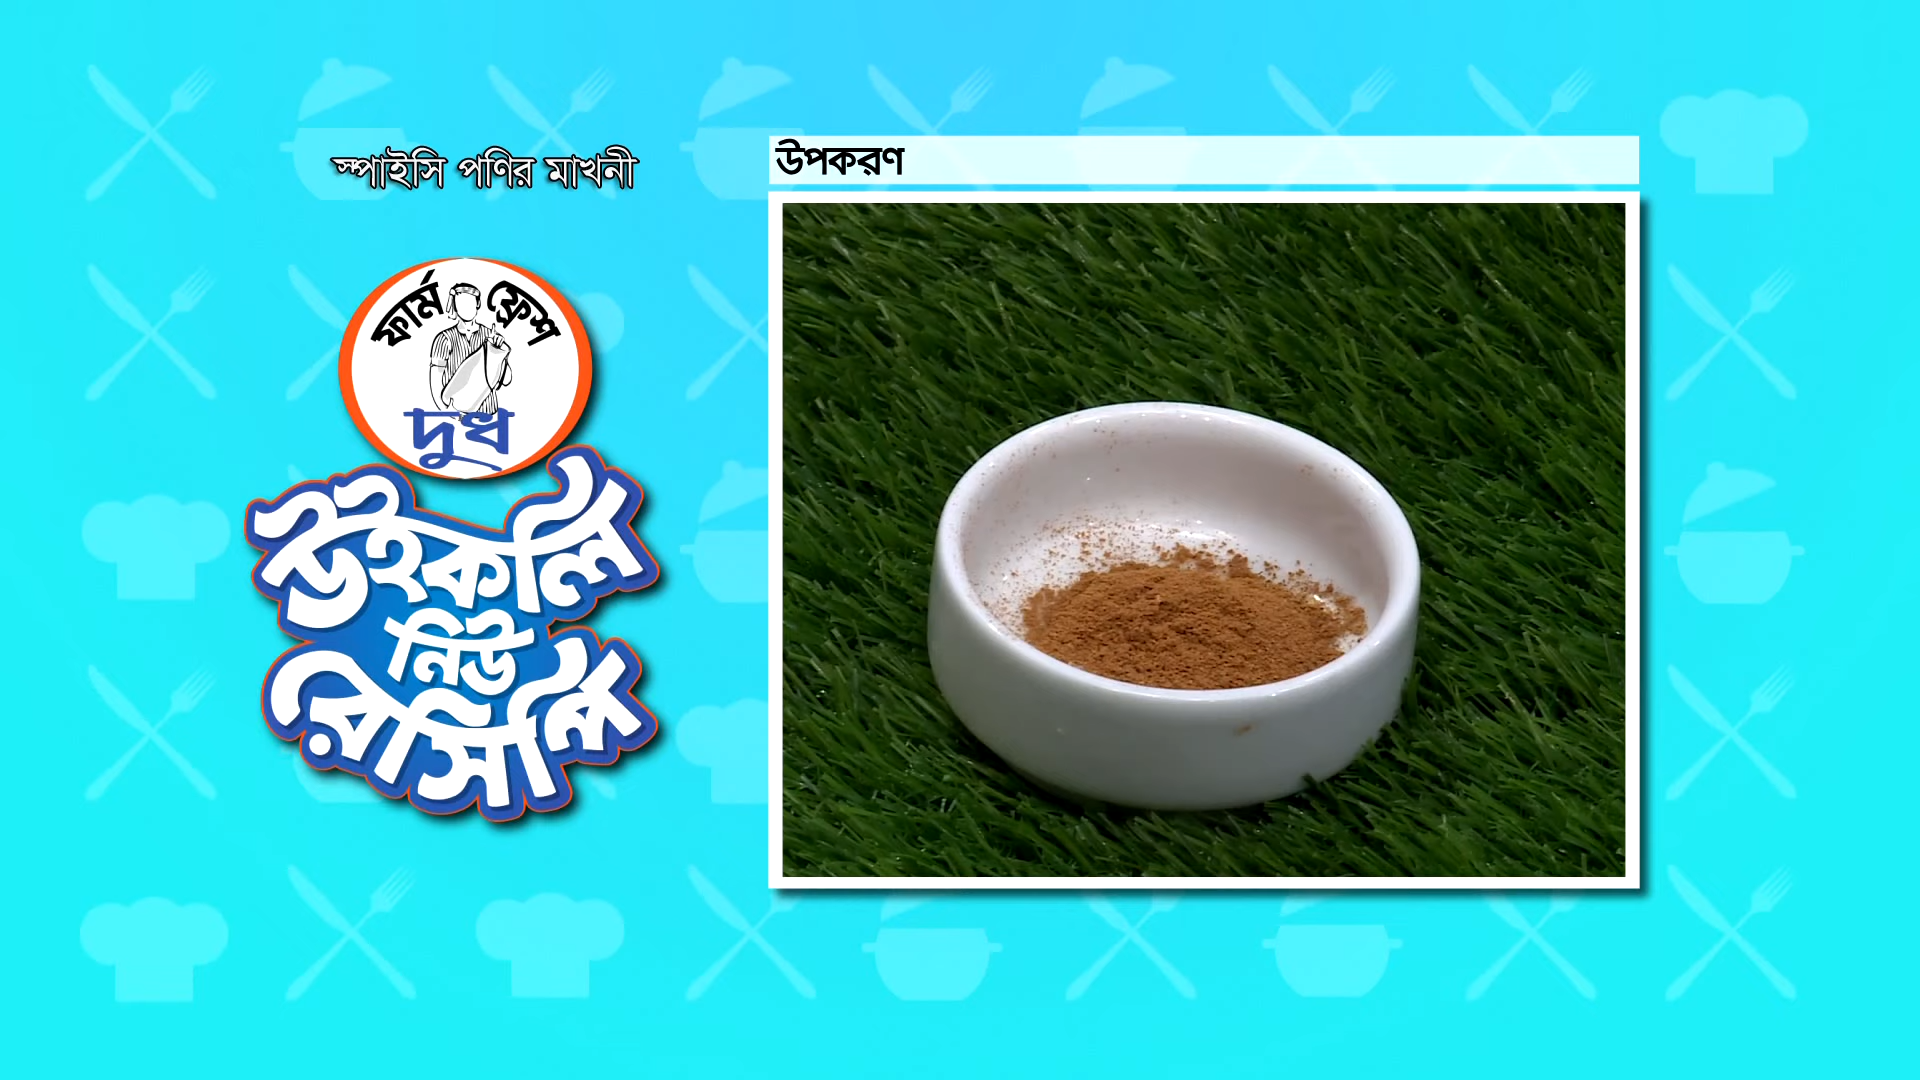 স্পাইসি পণির মাখনী
উপকরণ
ফার্ম ফ্রেশ
দুধ
উইকলি
নিউ
রেসিপি